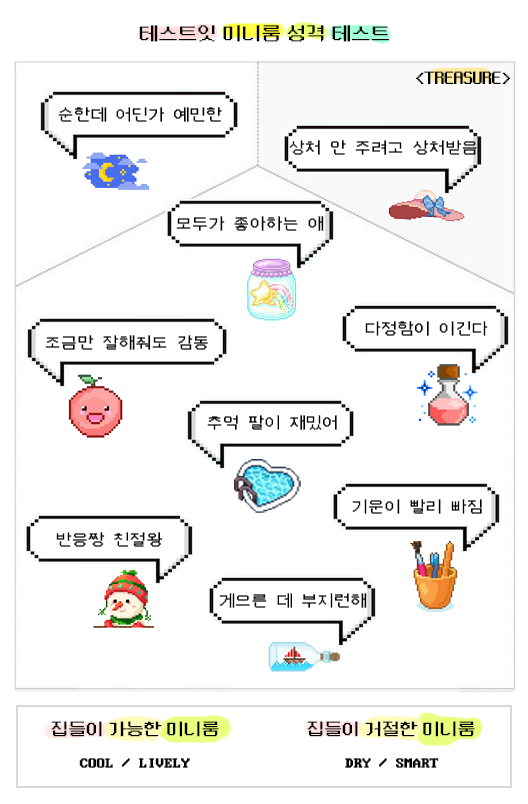 테스트잇 미니룸 성격 테스트
<TREASURE>
순한데 어딘가 예민한
상처 안 주려고 상처받음
모두가 좋아하는 애
조금만 잘해줘도 감동
다정함이 이긴다
추억 팔이 재밌어
기운이 빨리 빠짐
반응짱 친절왕
게으른 데 부지런해
집들이 가능한 미니룸
COOL / LIVELY
집들이 거절한 미니룸
DRY / SMART